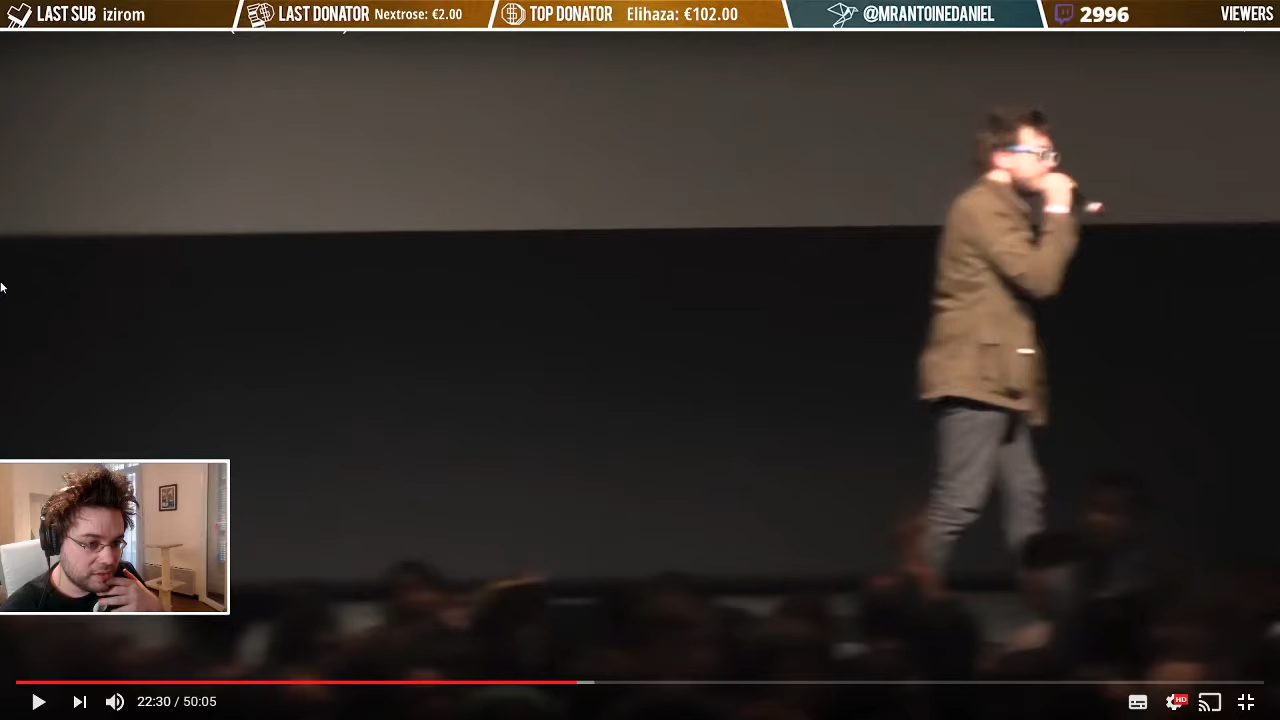 LAST SUB izirom
LAST DONATOR Nextrose: €2.00
TOP DONATOR Elihaza: €102.00
@MRANTOINEDANIEL
2996 VIEWERS
22:30 / 50:05
HD